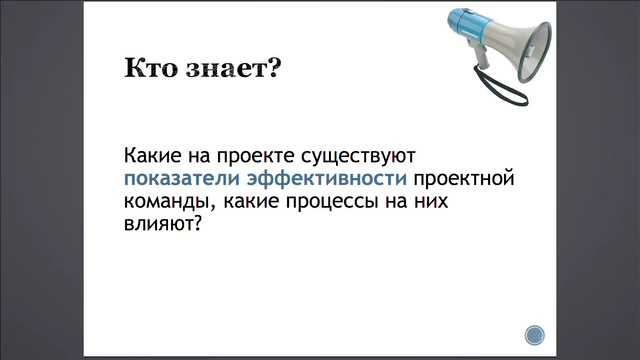 Кто знает?
Какие на проекте существуют
показатели эффективности проектной
команды, какие процессы на них
влияют?